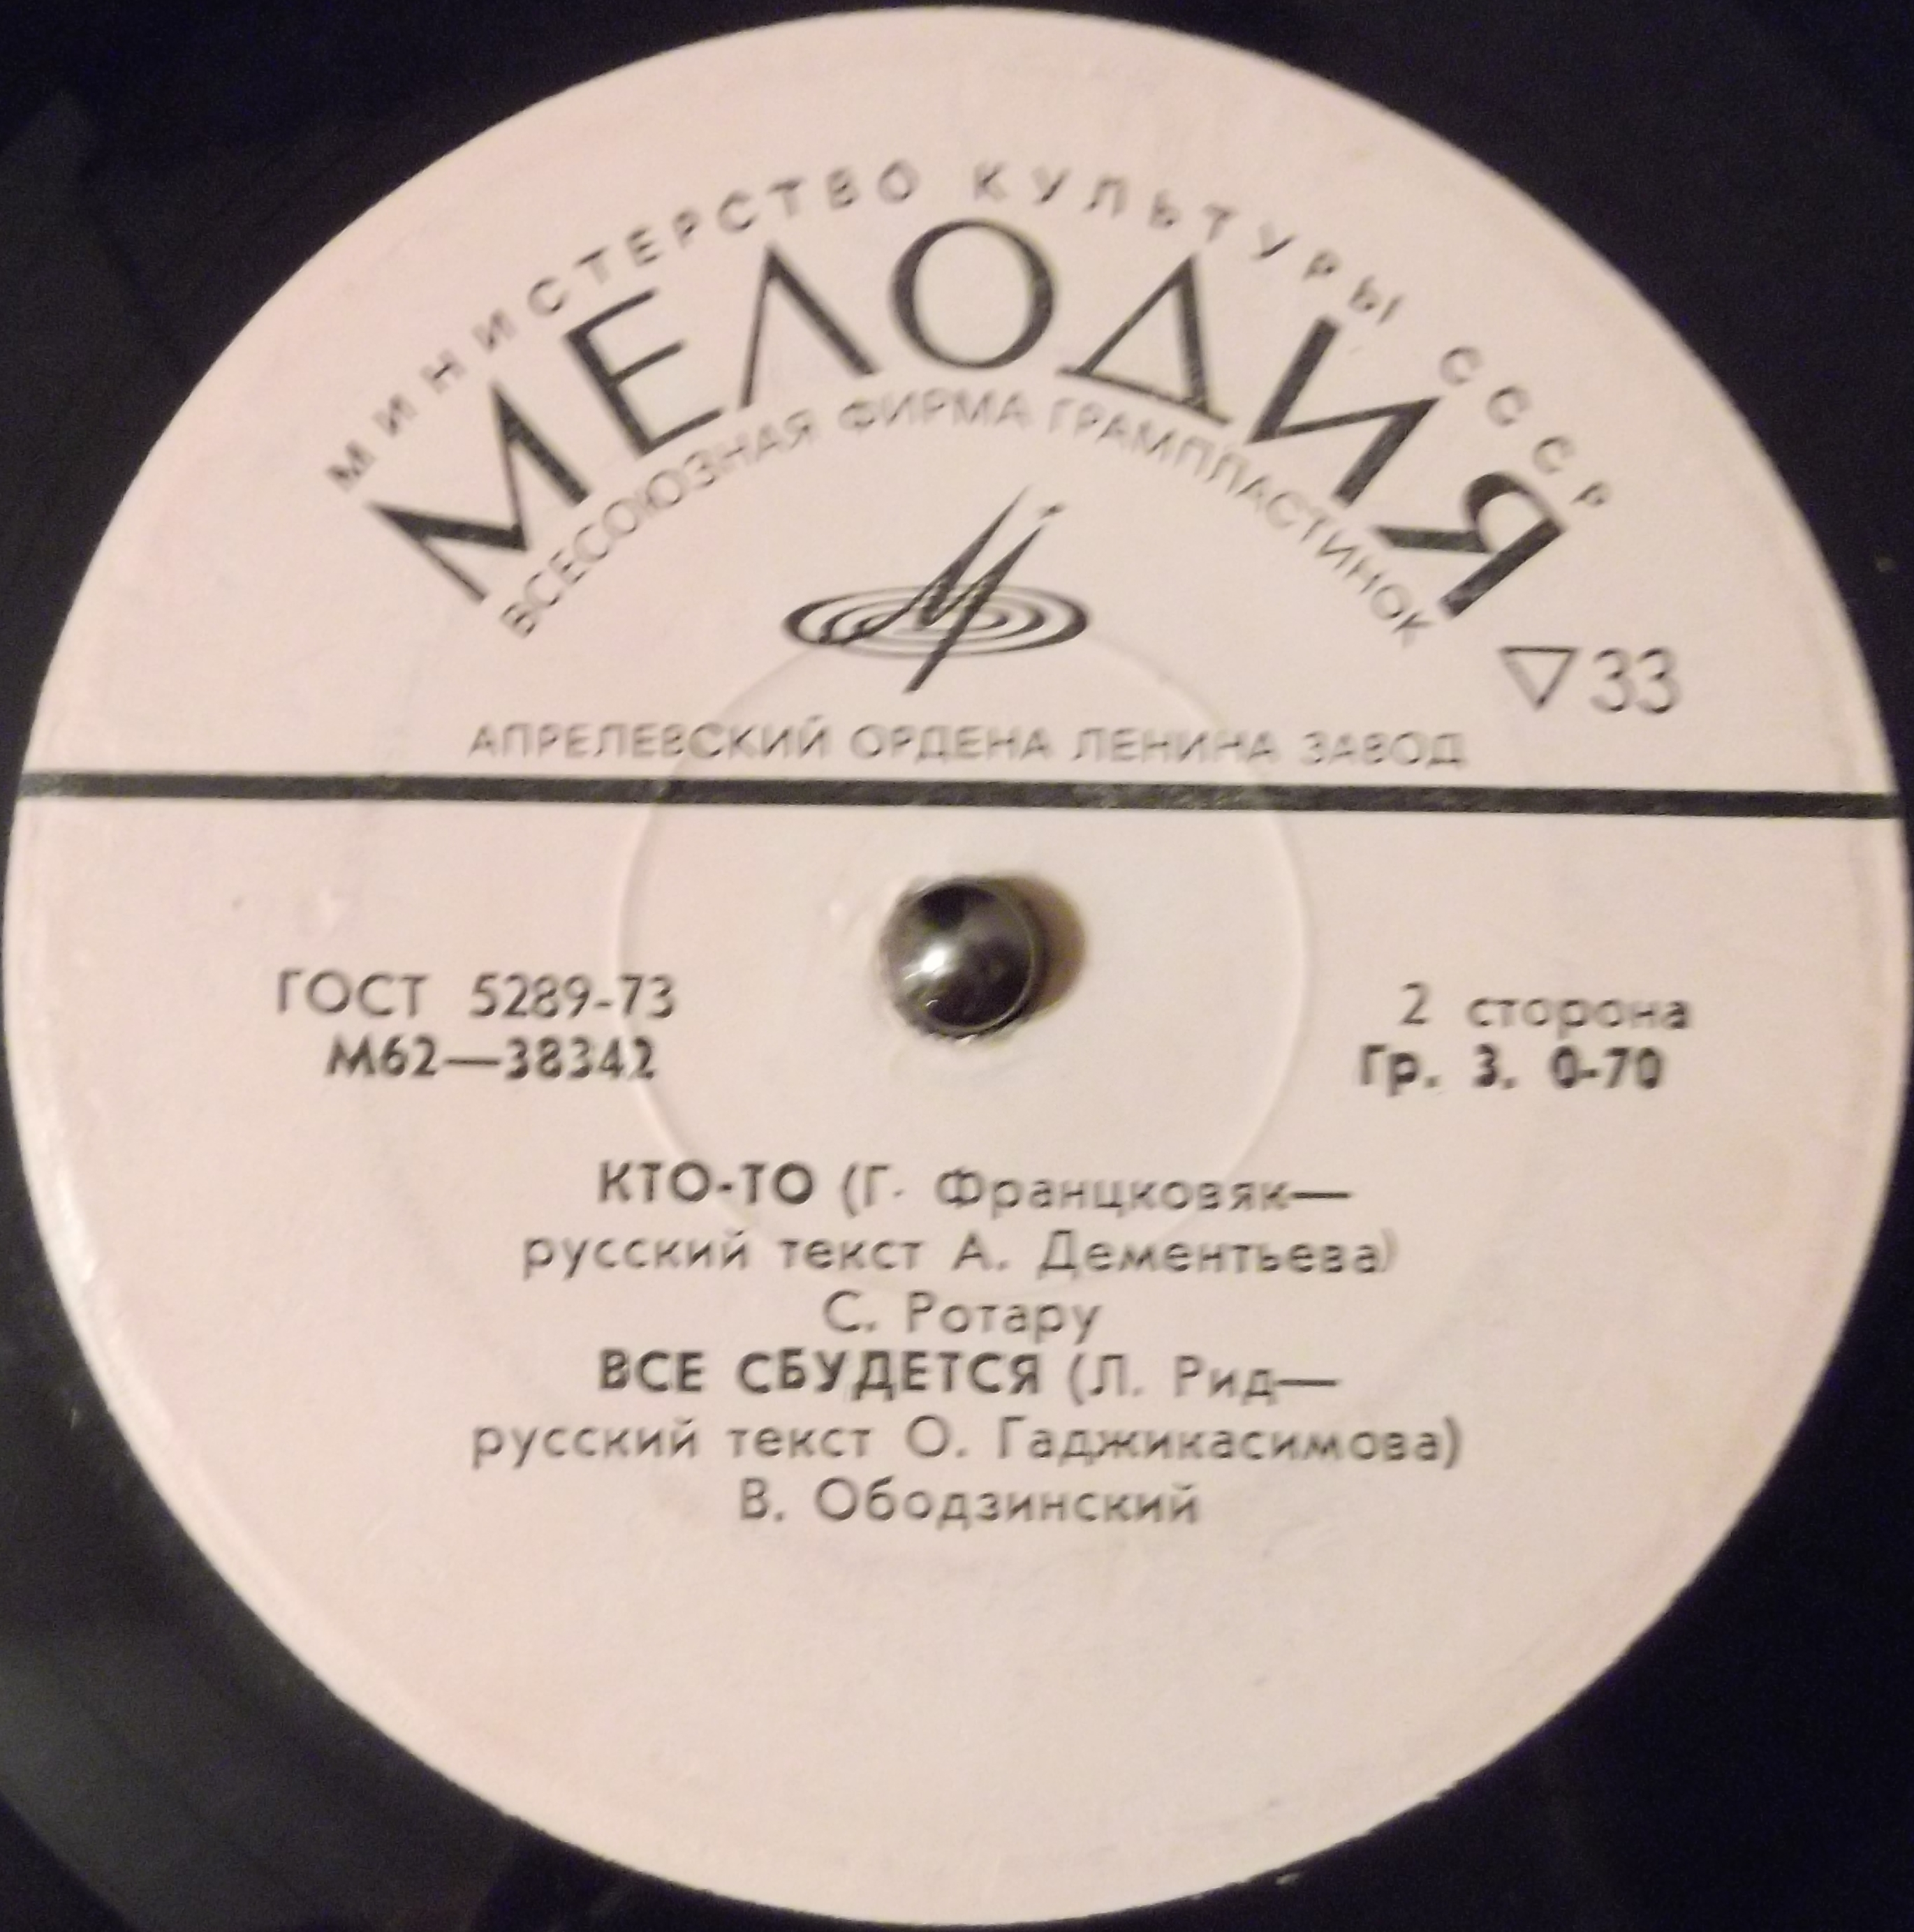 МИНИСТЕРСТВО КУЛЬТУРЫ СССР
МЕЛОДИЯ
ВСЕСОЮЗНАЯ ФИРМА ГРАМПЛАСТИНОК
▽33
АПРЕЛЕВСКИЙ ОРДЕНА ЛЕНИНА ЗАВОД
ГОСТ 5289-73
2 сторона
М62—38342
Гр. 3. 0-70
КТО-ТО (Г. Францковяк—
русский текст А. Дементьева)
С. Ротару
ВСЕ СБУДЕТСЯ (Л. Рид—
русский текст О. Гаджикасимова)
В. Ободзинский